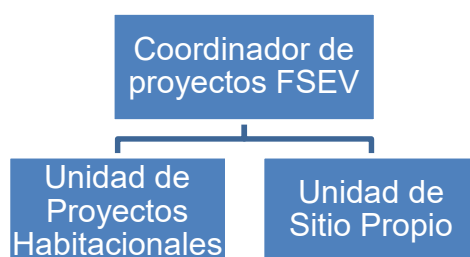 Coordinador de
proyectos FSEV
Unidad de
Proyectos
Habitacionales
Unidad de
Sitio Propio